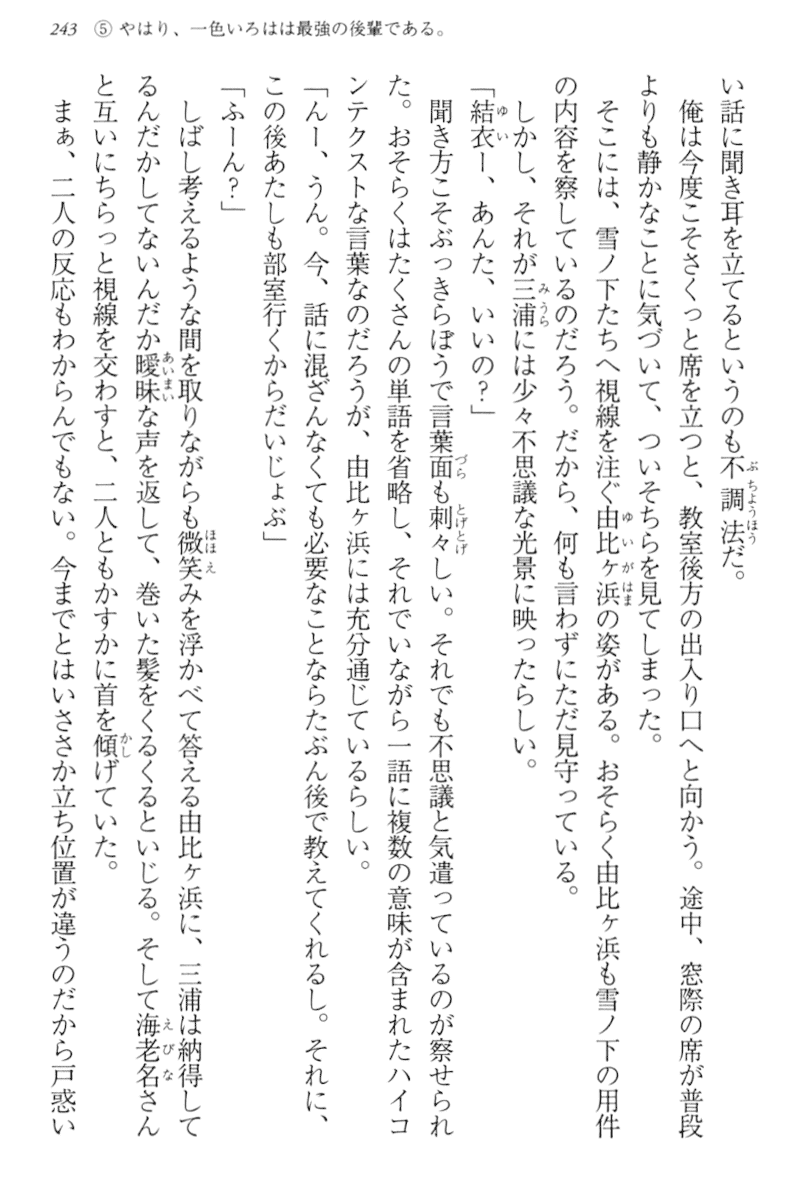 243 ⑤ やはり、一色いろはは最強の後輩である。
い話に聞き耳を立てるというのも不調法だ。
俺は今度こそさくっと席を立つと、教室後方の出入り口へと向かう。途中、窓際の席が普段
よりも静かなことに気づいて、ついそちらを見てしまった。
そこには、雪ノ下たちへ視線を注ぐ由比ヶ浜の姿がある。おそらく由比ヶ浜も雪ノ下の用件
の内容を察しているのだろう。だから、何も言わずにただ見守っている。
しかし、それが三浦には少々不思議な光景に映ったらしい。
「結衣ー、あんた、いいの?」
聞き方こそぶっきらぼうで言葉面も刺々しい。それでも不思議と気遣っているのが察せられ
た。おそらくはたくさんの単語を省略し、それでいながら一語に複数の意味が含まれたハイコ
ンテクストな言葉なのだろうが、由比ヶ浜には充分通じているらしい。
「んー、うん。今、話に混ざんなくても必要なことならたぶん後で教えてくれるし。それに、
この後あたしも部室行くからだいじょぶ」
「ふーん?」
しばし考えるような間を取りながらも微笑みを浮かべて答える由比ヶ浜に、三浦は納得して
るんだかしてないんだか曖昧な声を返して、巻いた髪をくるくるといじる。そして海老名さん
と互いにちらっと視線を交わすと、二人ともかすかに首を傾げていた。
まぁ、二人の反応もわからんでもない。今までとはいささか立ち位置が違うのだから戸惑い